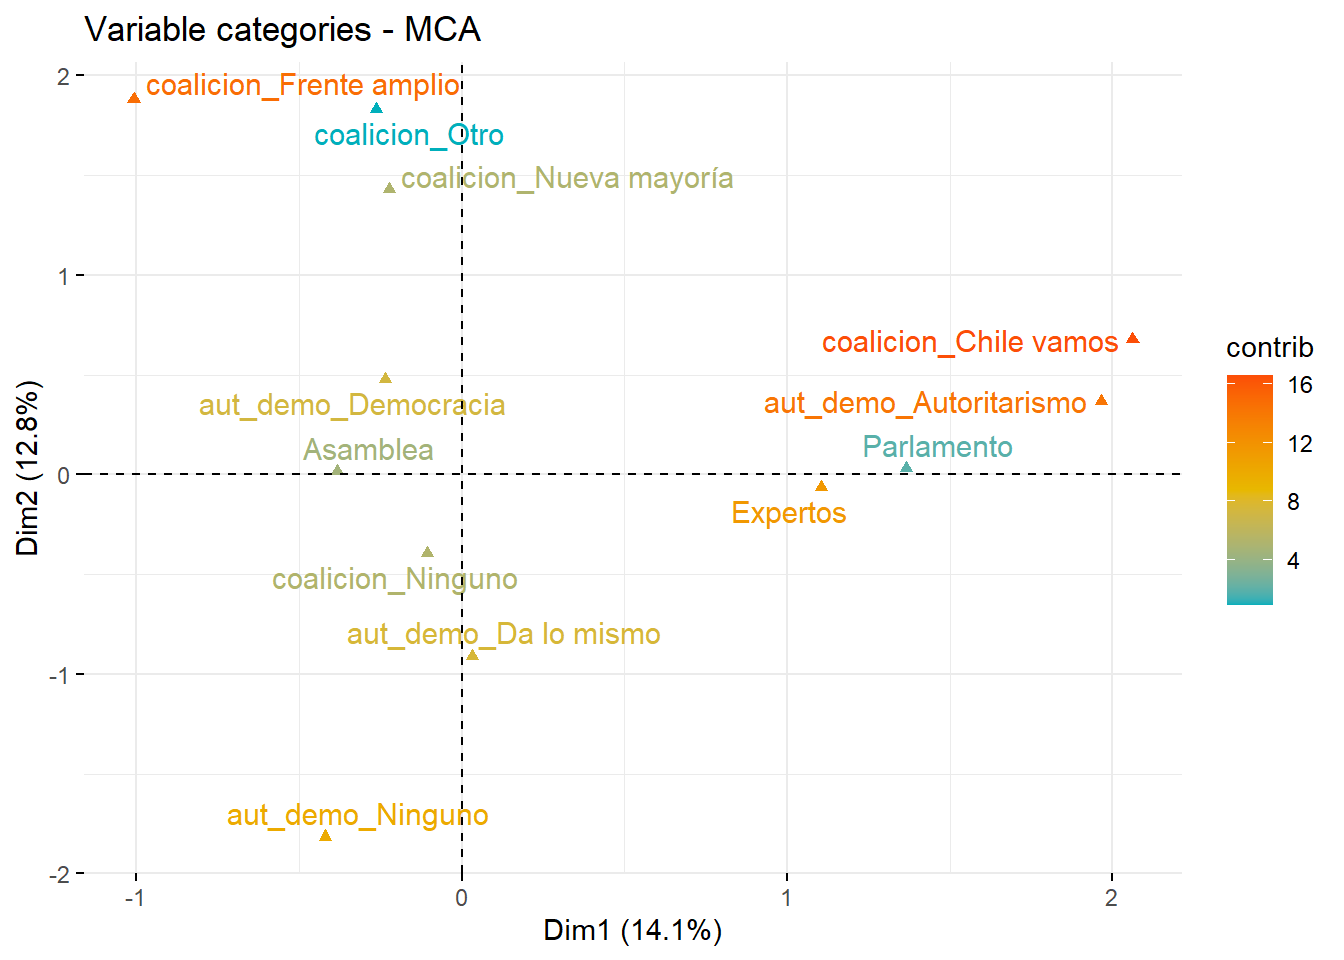 Variable categories - MCA
2
coalicion_Frente amplio
coalicion_Otro
coalicion_Nueva mayoría
1
coalicion_Chile vamos
contrib
16
aut_demo_Democracia
aut_demo_Autoritarismo
Asamblea
Parlamento
12
Dim2 (12.8%)
0
Expertos
8
coalicion_Ninguno
4
aut_demo_Da lo mismo
-1
aut_demo_Ninguno
-2
-1
0
1
2
Dim1 (14.1%)